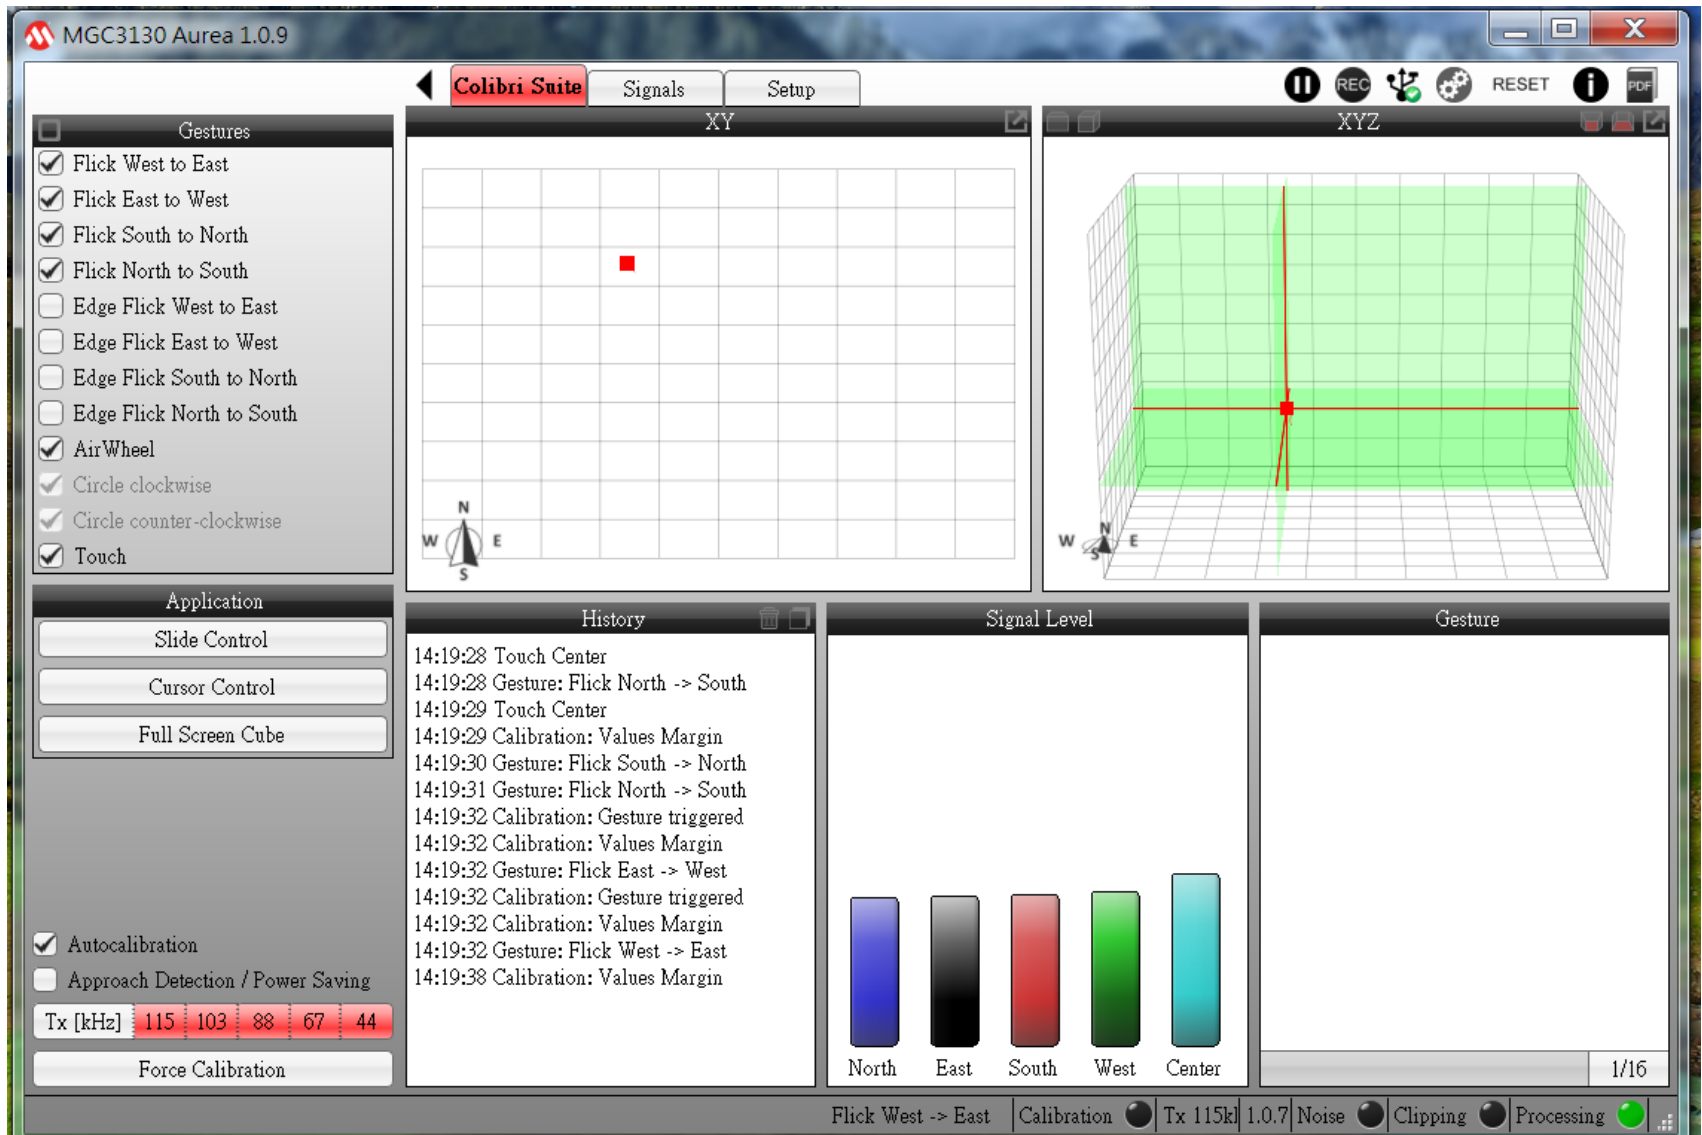 MGC3130 Aurea 1.0.9
Colibri Suite
Signals
Setup
REC
RESET
PDF
Gestures
Flick West to East
Flick East to West
Flick South to North
Flick North to South
Edge Flick West to East
Edge Flick East to West
Edge Flick South to North
Edge Flick North to South
AirWheel
Circle clockwise
Circle counter-clockwise
Touch
Application
Slide Control
Cursor Control
Full Screen Cube
Autocalibration
Approach Detection / Power Saving
Tx [kHz] 115 103 88 67 44
Force Calibration
XY
N
W E
S
XYZ
N
W E
S
History
14:19:28 Touch Center
14:19:28 Gesture: Flick North -> South
14:19:29 Touch Center
14:19:29 Calibration: Values Margin
14:19:30 Gesture: Flick South -> North
14:19:31 Gesture: Flick North -> South
14:19:32 Calibration: Gesture triggered
14:19:32 Calibration: Values Margin
14:19:32 Gesture: Flick East -> West
14:19:32 Calibration: Gesture triggered
14:19:32 Calibration: Values Margin
14:19:32 Gesture: Flick West -> East
14:19:38 Calibration: Values Margin
Signal Level
North East South West Center
Gesture
1/16
Flick West -> East Calibration Tx 115kl 1.0.7 Noise Clipping Processing